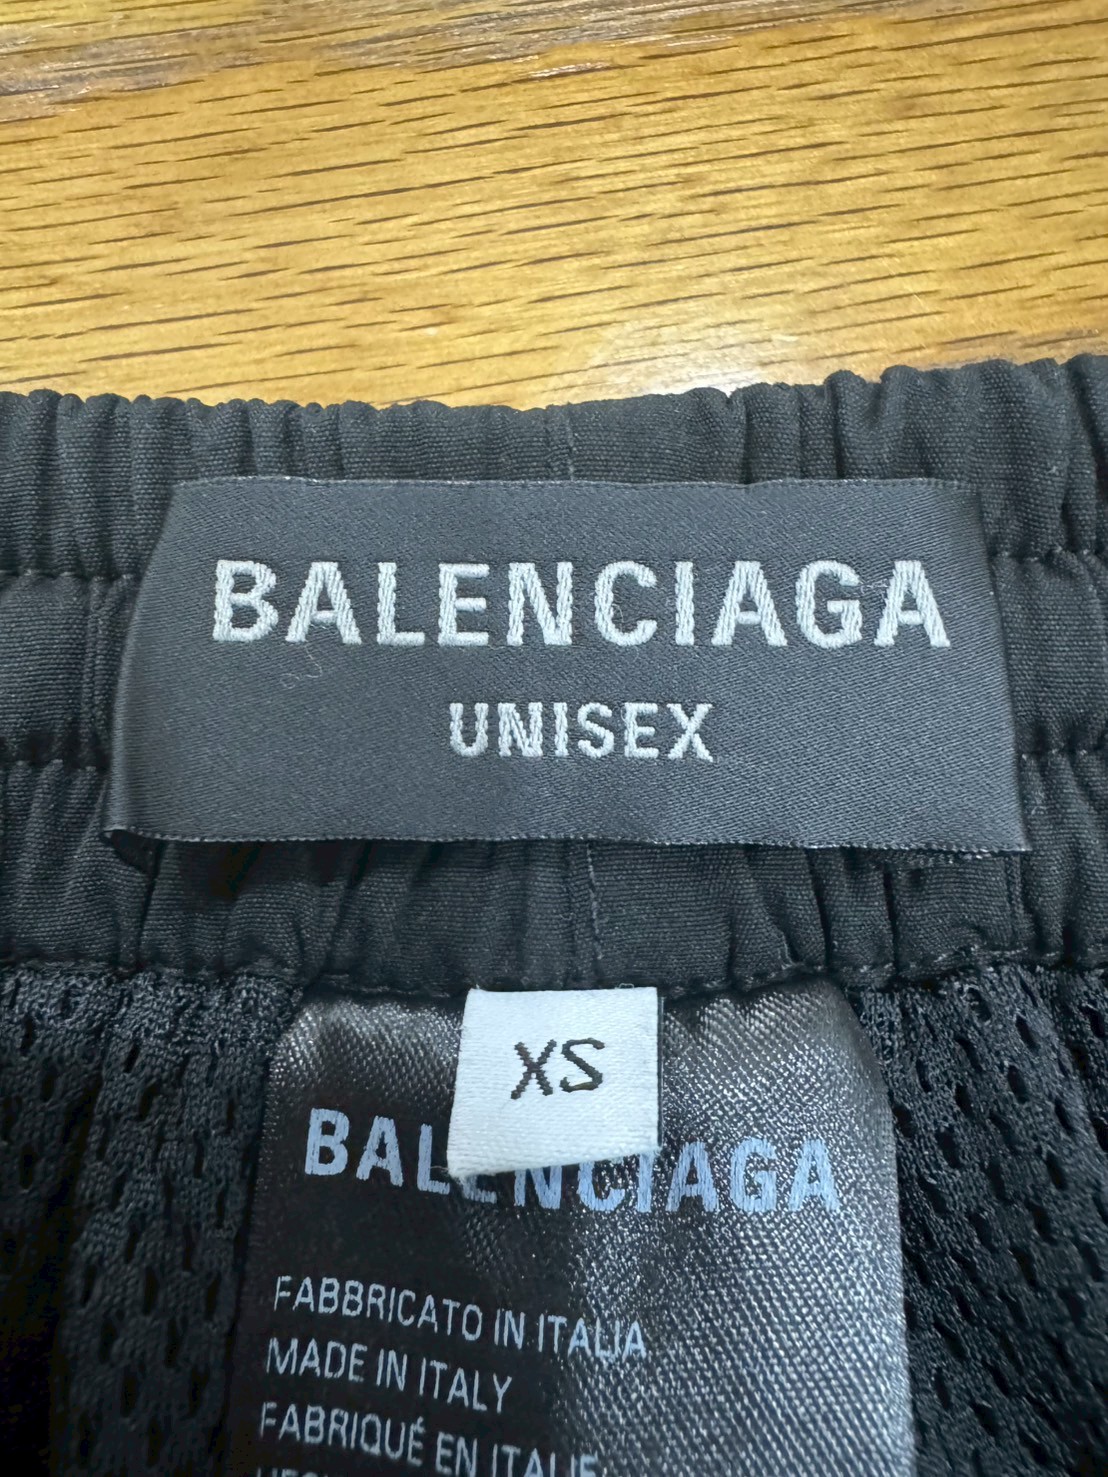 BALENCIAGA
UNISEX
XS
BALENCIAGA
FABBRICATO IN ITALIA
MADE IN ITALY
FABRIQUÉ EN ITALIE